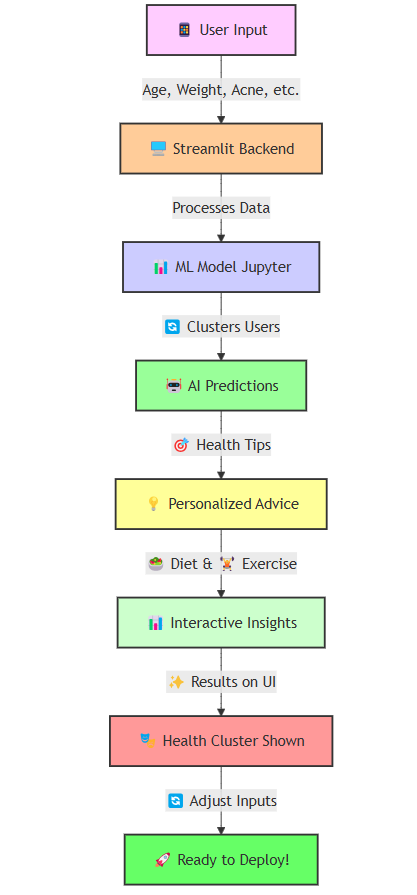 📱 User Input
Age, Weight, Acne, etc.
🖥️ Streamlit Backend
Processes Data
📊 ML Model Jupyter
🔄 Clusters Users
🤖 AI Predictions
🎯 Health Tips
💡 Personalized Advice
🥗 Diet & 🏋️ Exercise
📊 Interactive Insights
✨ Results on UI
🎭 Health Cluster Shown
🔄 Adjust Inputs
🚀 Ready to Deploy!